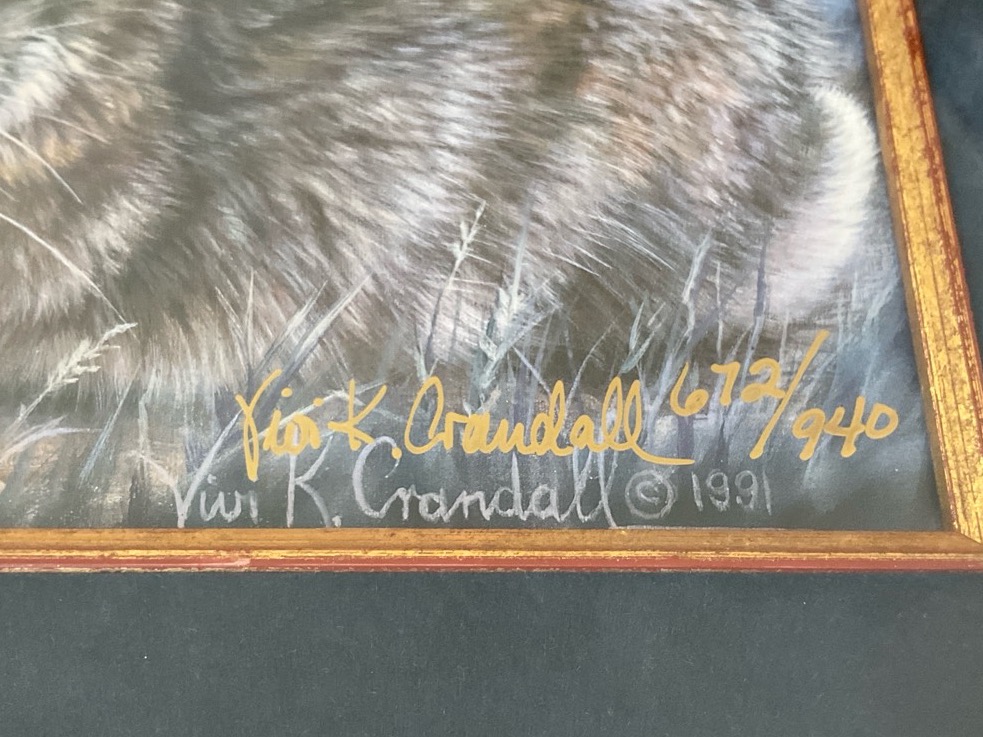 Vivi K. Crandall 672/940
Vivi K. Crandall © 1991